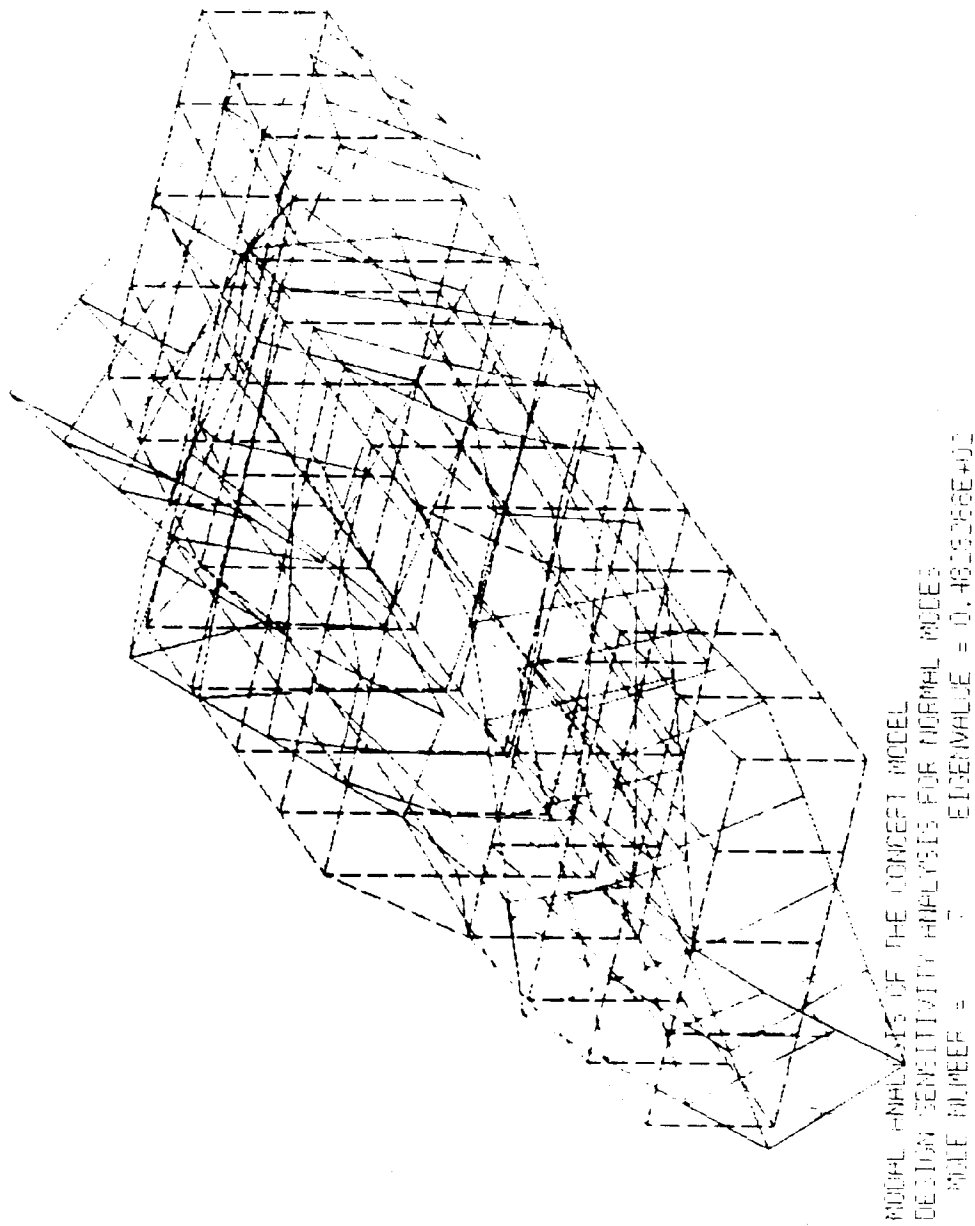 MODAL ANALYSIS OF THE CONCEPT MODEL
DESIGN SENSITIVITY ANALYSIS FOR NORMAL MODES
MODE NUMBER = EIGENVALUE =